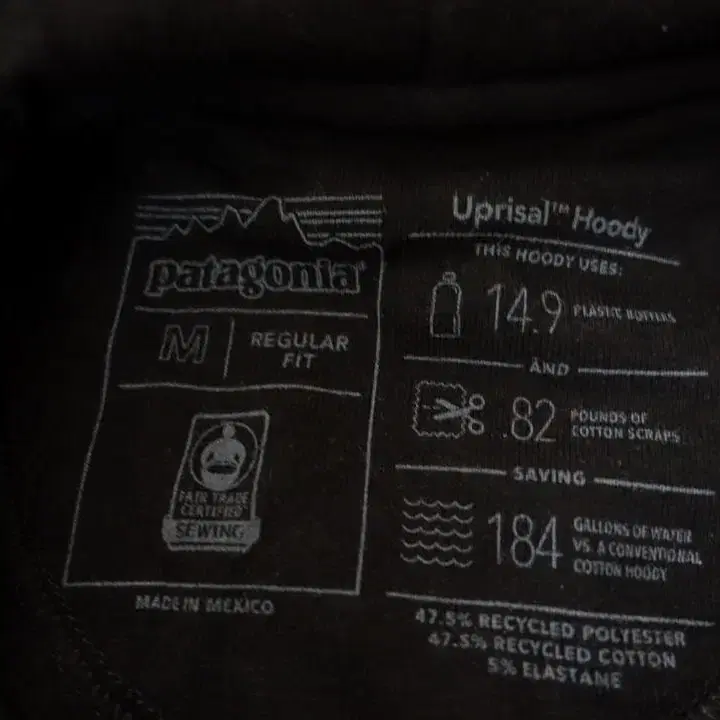 patagonia®
M
REGULAR
FIT
FAIR TRADE
CERTIFIED™
SEWING
MADE IN MEXICO
Uprisal™ Hoody
THIS HOODY USES:
14.9 PLASTIC BOTTLES
AND
.82 POUNDS OF
COTTON SCRAPS
SAVING
184 GALLONS OF WATER
VS. A CONVENTIONAL
COTTON HOODY
47.5% RECYCLED POLYESTER
47.5% RECYCLED COTTON
5% ELASTANE